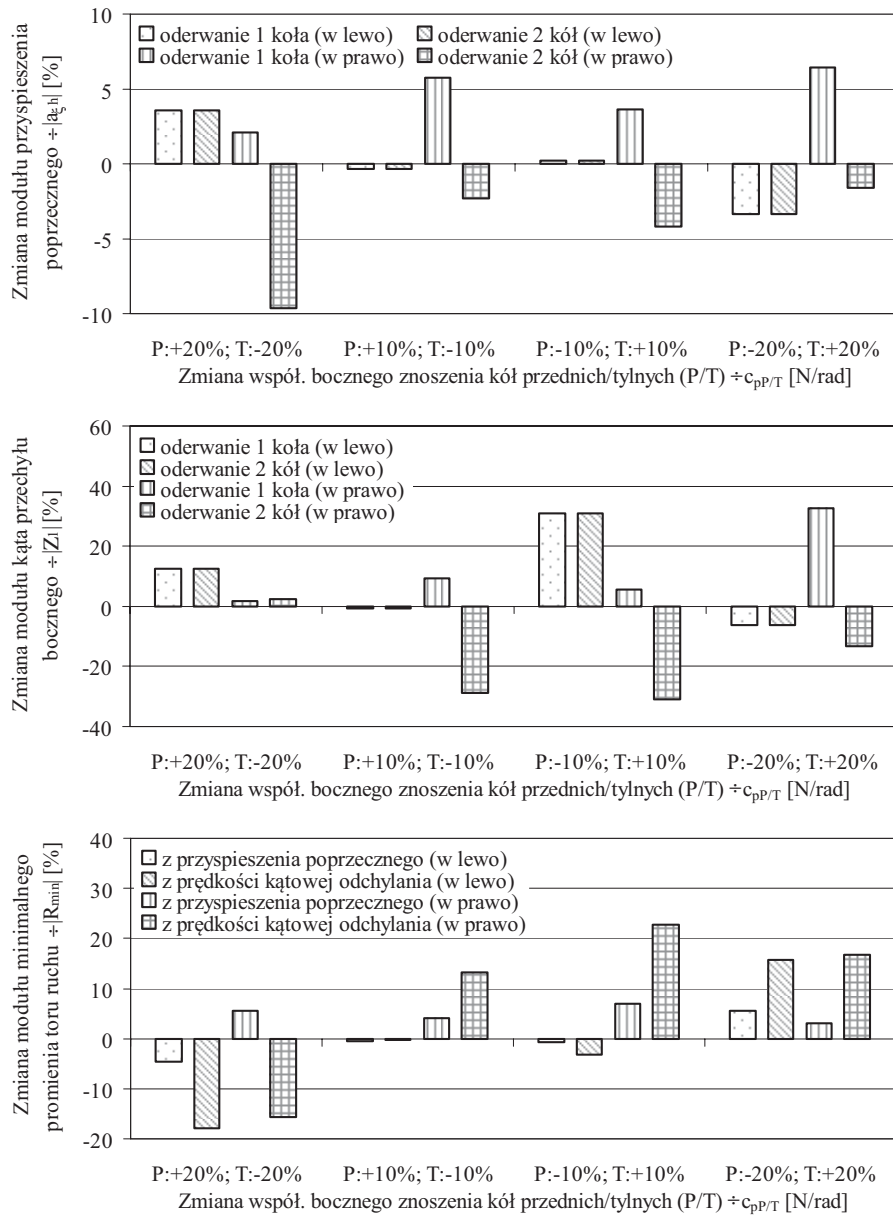 Zmiana modułu przyspieszenia
poprzecznego ÷|aξh| [%]
10
5
0
-5
-10
oderwanie 1 koła (w lewo)
oderwanie 2 kół (w lewo)
oderwanie 1 koła (w prawo)
oderwanie 2 kół (w prawo)
P:+20%; T:-20%
P:+10%; T:-10%
P:-10%; T:+10%
P:-20%; T:+20%
Zmiana współ. bocznego znoszenia kół przednich/tylnych (P/T) ÷cpP/T [N/rad]
Zmiana modułu kąta przechyłu
bocznego ÷|Z1| [%]
60
40
20
0
-20
-40
oderwanie 1 koła (w lewo)
oderwanie 2 kół (w lewo)
oderwanie 1 koła (w prawo)
oderwanie 2 kół (w prawo)
P:+20%; T:-20%
P:+10%; T:-10%
P:-10%; T:+10%
P:-20%; T:+20%
Zmiana współ. bocznego znoszenia kół przednich/tylnych (P/T) ÷cpP/T [N/rad]
Zmiana modułu minimalnego
promienia toru ruchu ÷|Rmin| [%]
40
30
20
10
0
-10
-20
z przyspieszenia poprzecznego (w lewo)
z prędkości kątowej odchylania (w lewo)
z przyspieszenia poprzecznego (w prawo)
z prędkości kątowej odchylania (w prawo)
P:+20%; T:-20%
P:+10%; T:-10%
P:-10%; T:+10%
P:-20%; T:+20%
Zmiana współ. bocznego znoszenia kół przednich/tylnych (P/T) ÷cpP/T [N/rad]